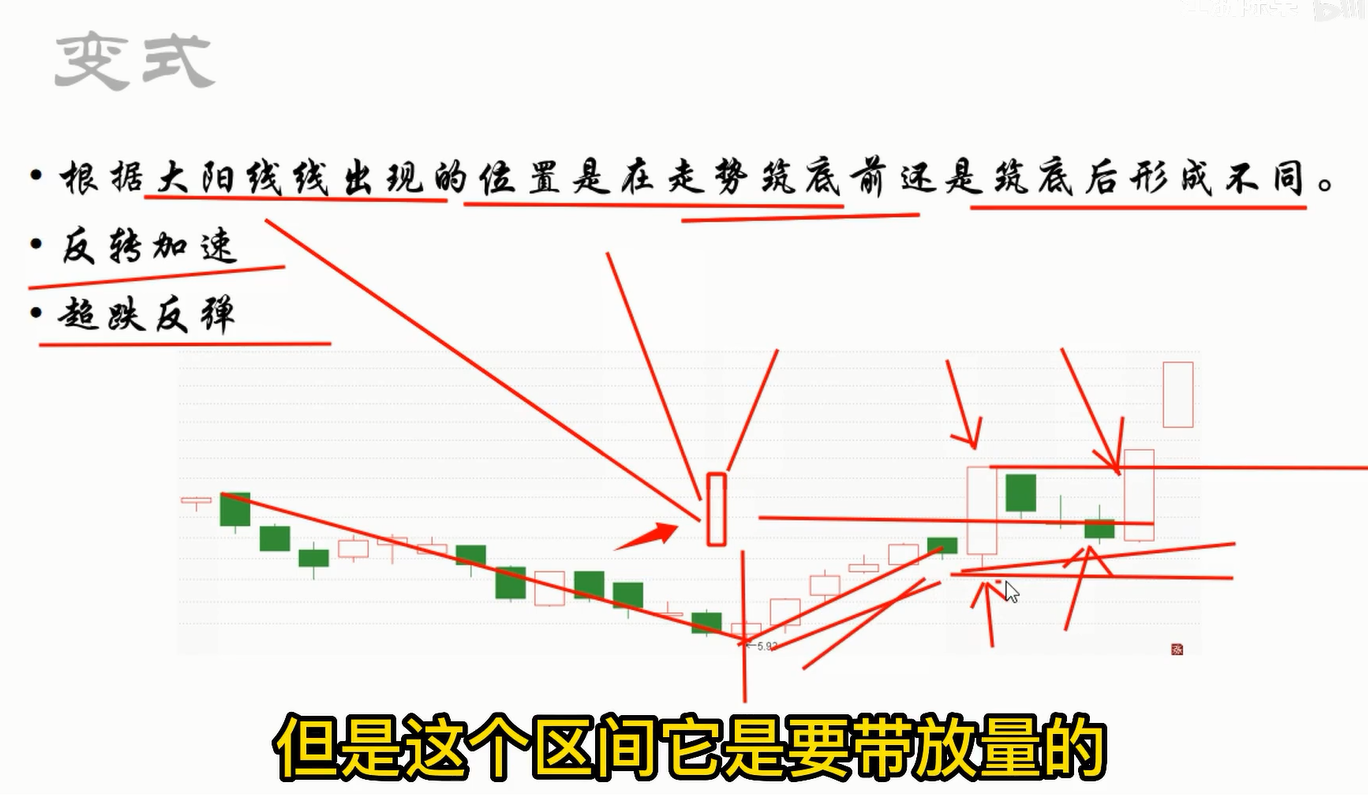 变式
• 根据大阳线线出现的位置是在走势筑底前还是筑底后形成不同。
• 反转加速
• 超跌反弹
←5.92
但是这个区间它是要带放量的